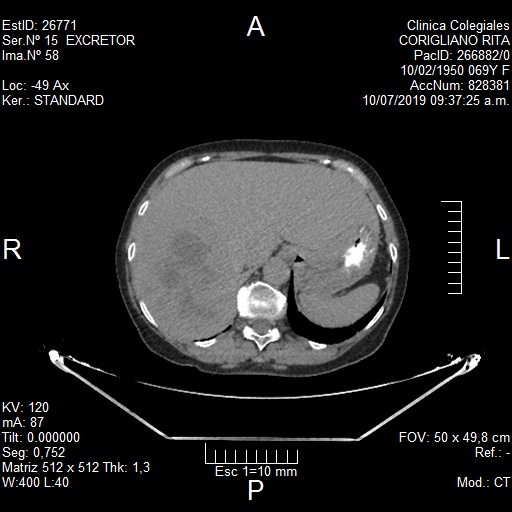 EstID: 26771
Ser.Nº 15 EXCRETOR
Ima.Nº 58
Loc: -49 Ax
Ker.: STANDARD
A
Clinica Colegiales
CORIGLIANO RITA
PacID: 266882/0
10/02/1950 069Y F
AccNum: 828381
10/07/2019 09:37:25 a.m.
R
L
KV: 120
mA: 87
Tilt: 0.000000
Seg: 0,752
Matriz 512 x 512 Thk: 1,3
W:400 L:40
Esc 1=10 mm
P
FOV: 50 x 49,8 cm
Ref.: -
Mod.: CT